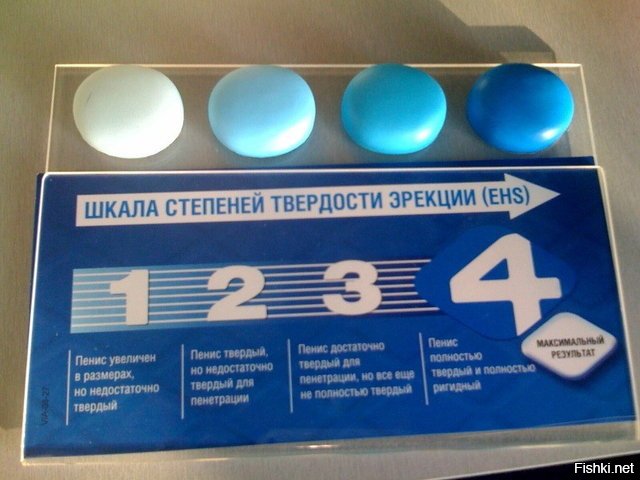 ШКАЛА СТЕПЕНЕЙ ТВЕРДОСТИ ЭРЕКЦИИ (EHS)
1 2 3 4
МАКСИМАЛЬНЫЙ
РЕЗУЛЬТАТ
Пенис увеличен
в размерах,
но недостаточно
твердый
Пенис твердый,
но недостаточно
твердый для
пенетрации
Пенис достаточно
твердый для
пенетрации, но все еще
не полностью твердый
Пенис
полностью
твердый и полностью
ригидный
Fishki.net